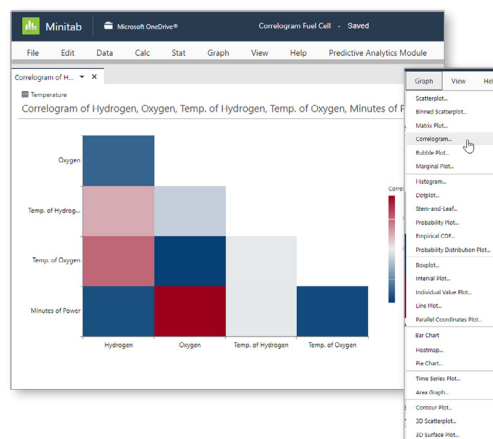 Minitab
Microsoft OneDrive®
Correlogram Fuel Cell - Saved
File Edit Data Calc Stat Graph View Help Predictive Analytics Module
Correlogram of H...
Temperature
Correlogram of Hydrogen, Oxygen, Temp. of Hydrogen, Temp. of Oxygen, Minutes of P
Corre
Oxygen
Temp. of Hydrog...
Temp. of Oxygen
Minutes of Power
Hydrogen Oxygen Temp. of Hydrogen Temp. of Oxygen
Graph View Hel
Scatterplot...
Binned Scatterplot...
Matrix Plot...
Correlogram...
Bubble Plot...
Marginal Plot...
Histogram...
Dotplot...
Stem-and-Leaf...
Probability Plot...
Empirical CDF...
Probability Distribution Plot...
Boxplot...
Interval Plot...
Individual Value Plot...
Line Plot...
Parallel Coordinates Plot...
Bar Chart
Heatmap...
Pie Chart...
Time Series Plot...
Area Graph...
Contour Plot...
3D Scatterplot...
3D Surface Plot...